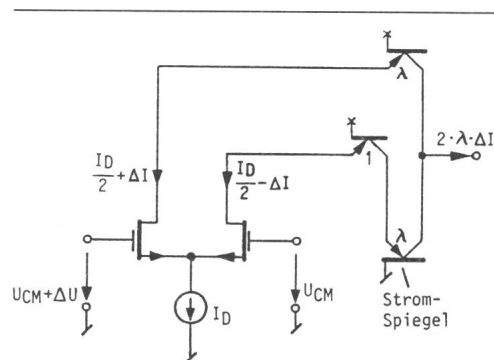 λ
1
2·λ·ΔI
I_D/2 +ΔI
I_D/2 -ΔI
λ
U_CM+ΔU
I_D
U_CM
Strom-
Spiegel